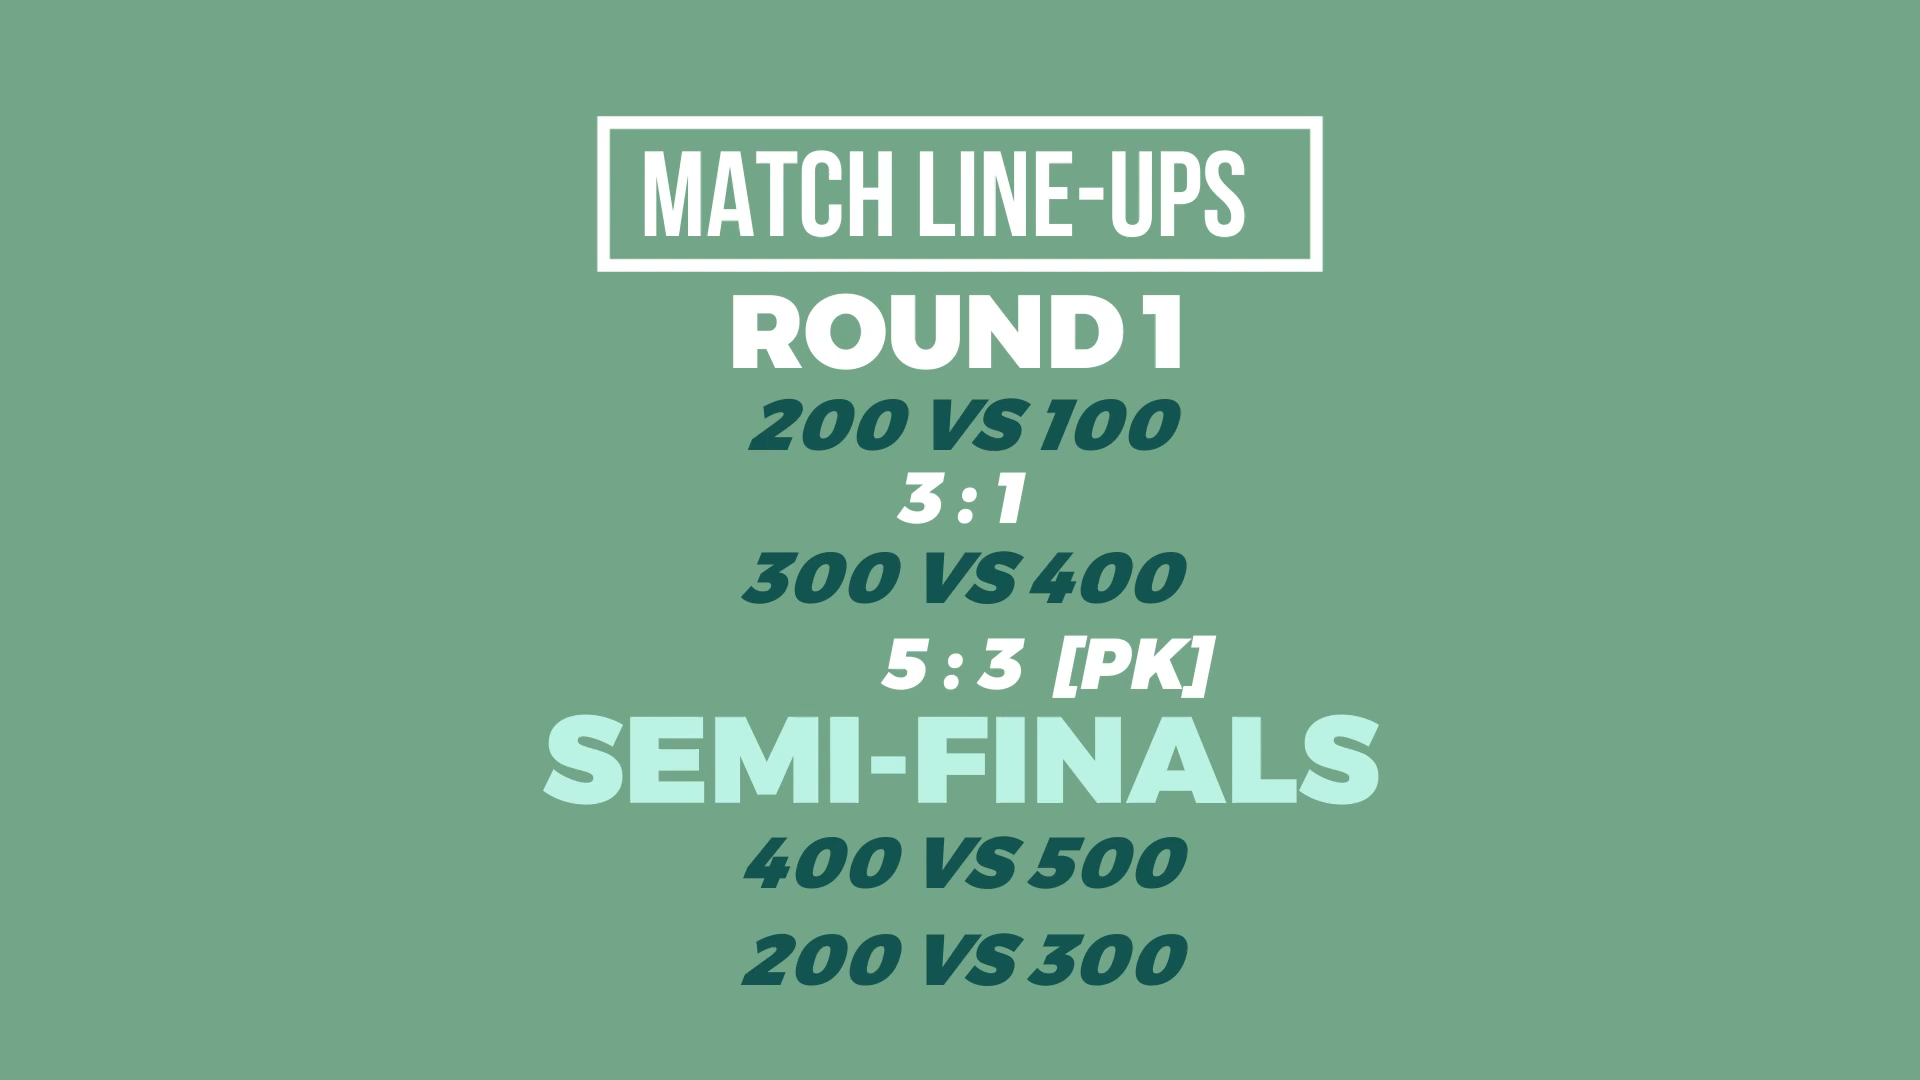 MATCH LINE-UPS
ROUND 1
200 VS 100
3 : 1
300 VS 400
5 : 3 [PK]
SEMI-FINALS
400 VS 500
200 VS 300